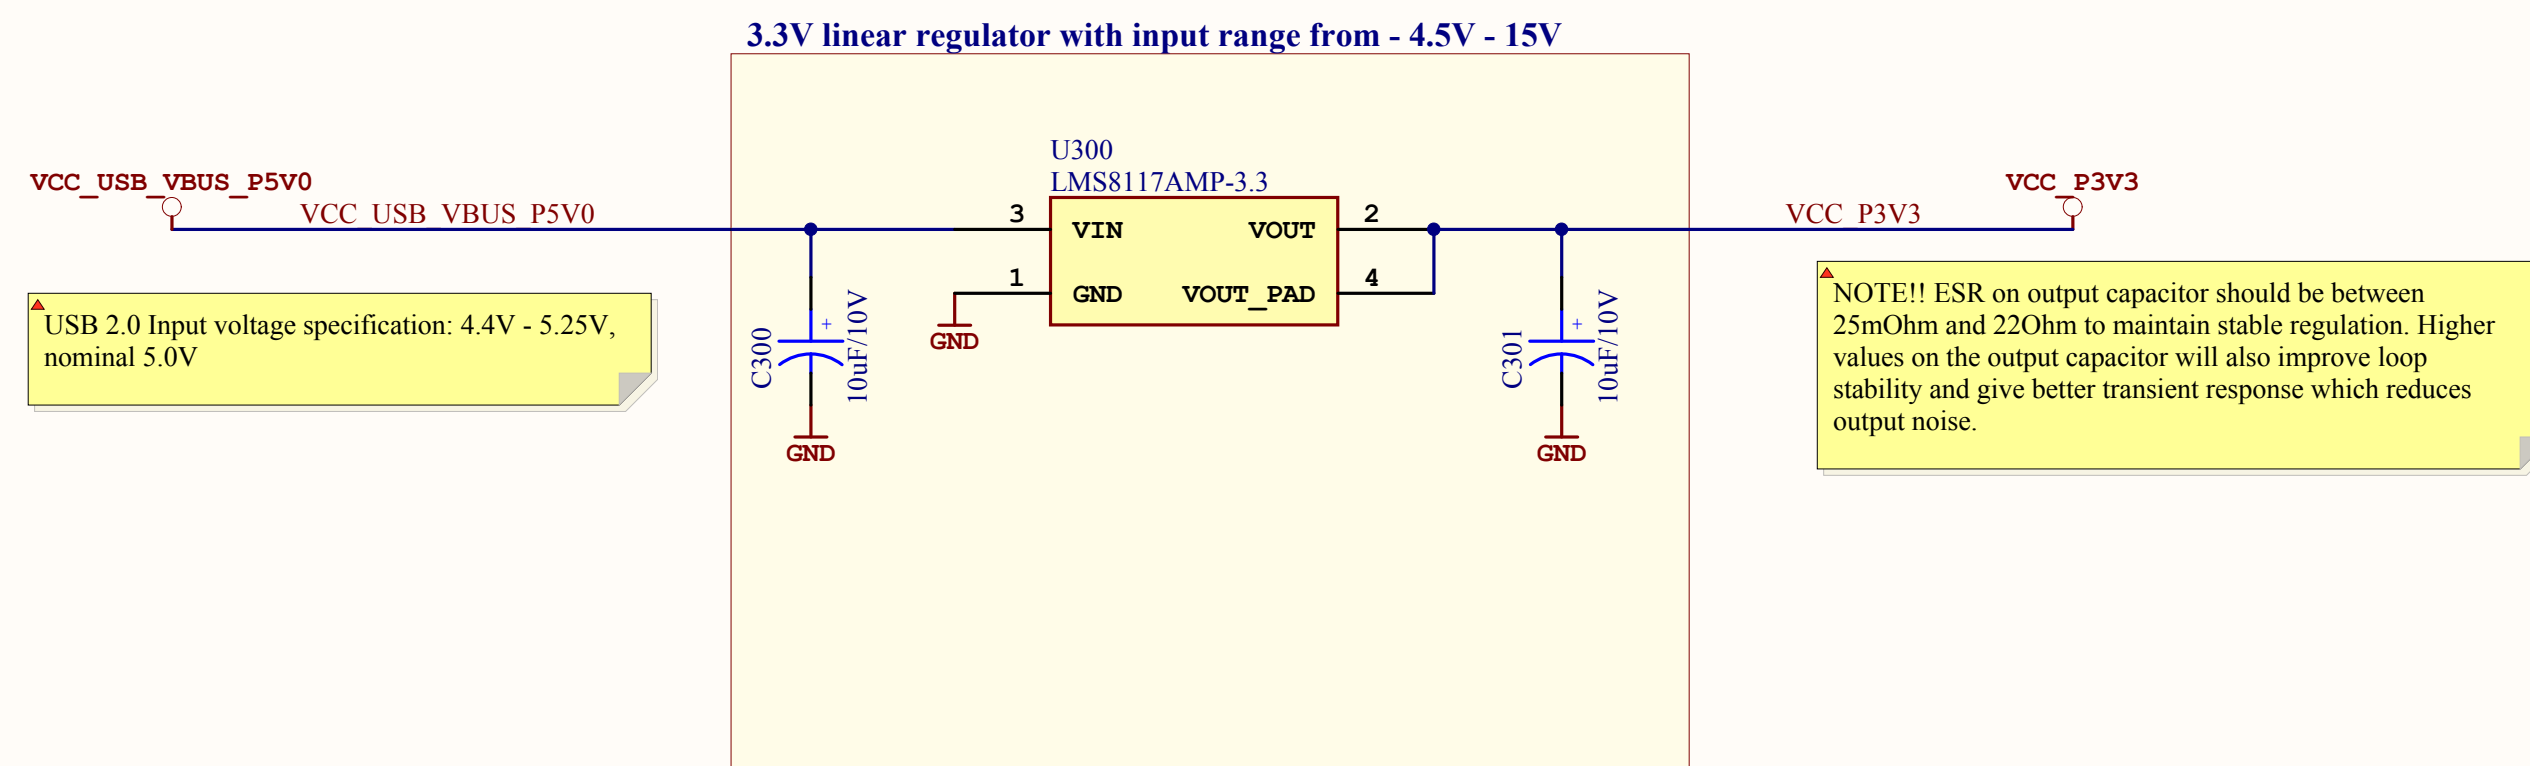 3.3V linear regulator with input range from - 4.5V - 15V
VCC_USB_VBUS_P5V0
VCC_USB_VBUS_P5V0
USB 2.0 Input voltage specification: 4.4V - 5.25V,
nominal 5.0V
C300
+
10uF/10V
GND
U300
LMS8117AMP-3.3
3
VIN
VOUT
2
1
GND
VOUT_PAD
4
GND
C301
+
10uF/10V
GND
VCC_P3V3
VCC_P3V3
NOTE!! ESR on output capacitor should be between
25mOhm and 22Ohm to maintain stable regulation. Higher
values on the output capacitor will also improve loop
stability and give better transient response which reduces
output noise.